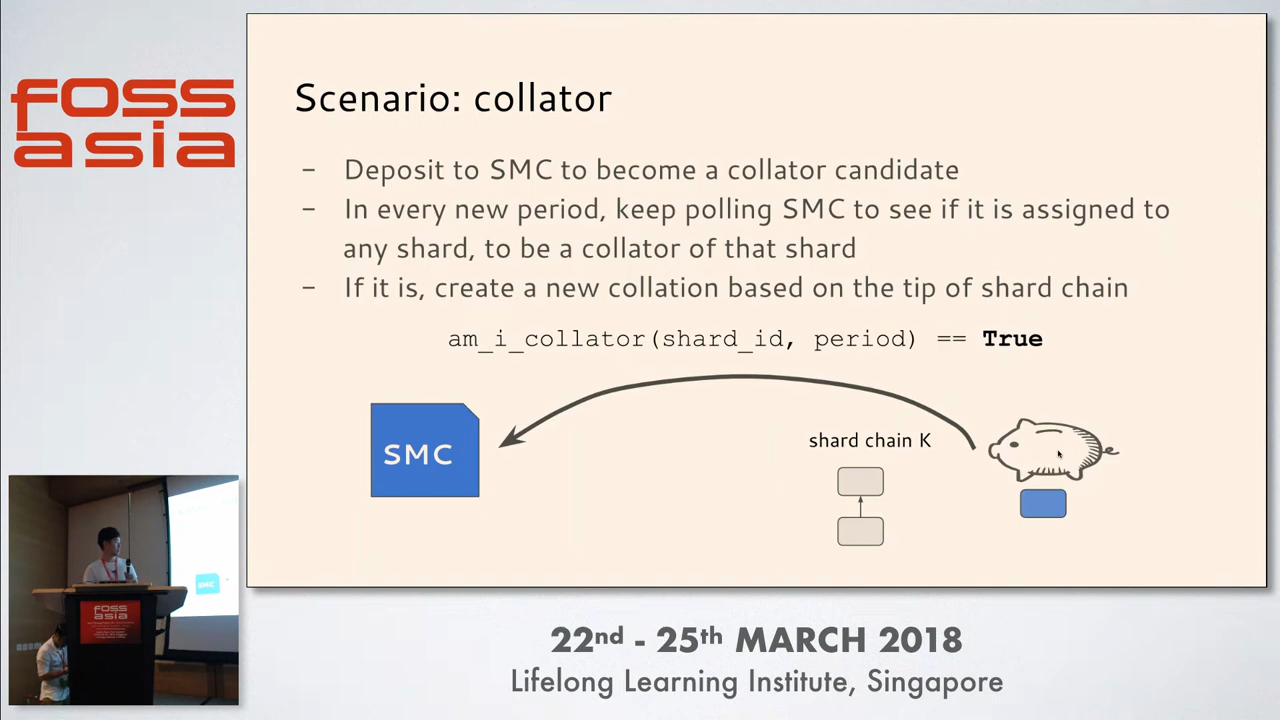 foss
asia
Scenario: collator
- Deposit to SMC to become a collator candidate
- In every new period, keep polling SMC to see if it is assigned to
any shard, to be a collator of that shard
- If it is, create a new collation based on the tip of shard chain
am_i_collator(shard_id, period) == True
SMC
shard chain K
SMC
foss
asia
22nd - 25th MARCH 2018
Lifelong Learning Institute, Singapore